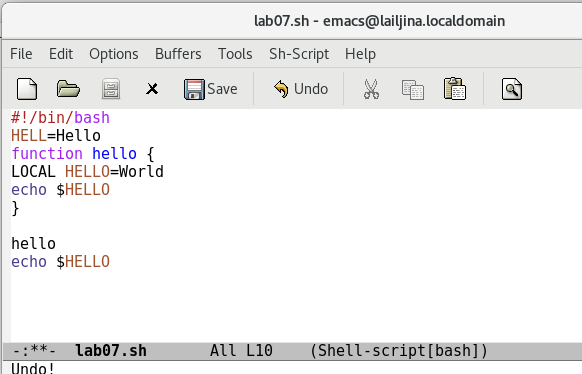 lab07.sh - emacs@lailjina.localdomain
File Edit Options Buffers Tools Sh-Script Help
Save Undo
#!/bin/bash
HELL=Hello
function hello {
LOCAL HELLO=World
echo $HELLO
}
hello
echo $HELLO
-:**- lab07.sh All L10 (Shell-script[bash])
Undo!